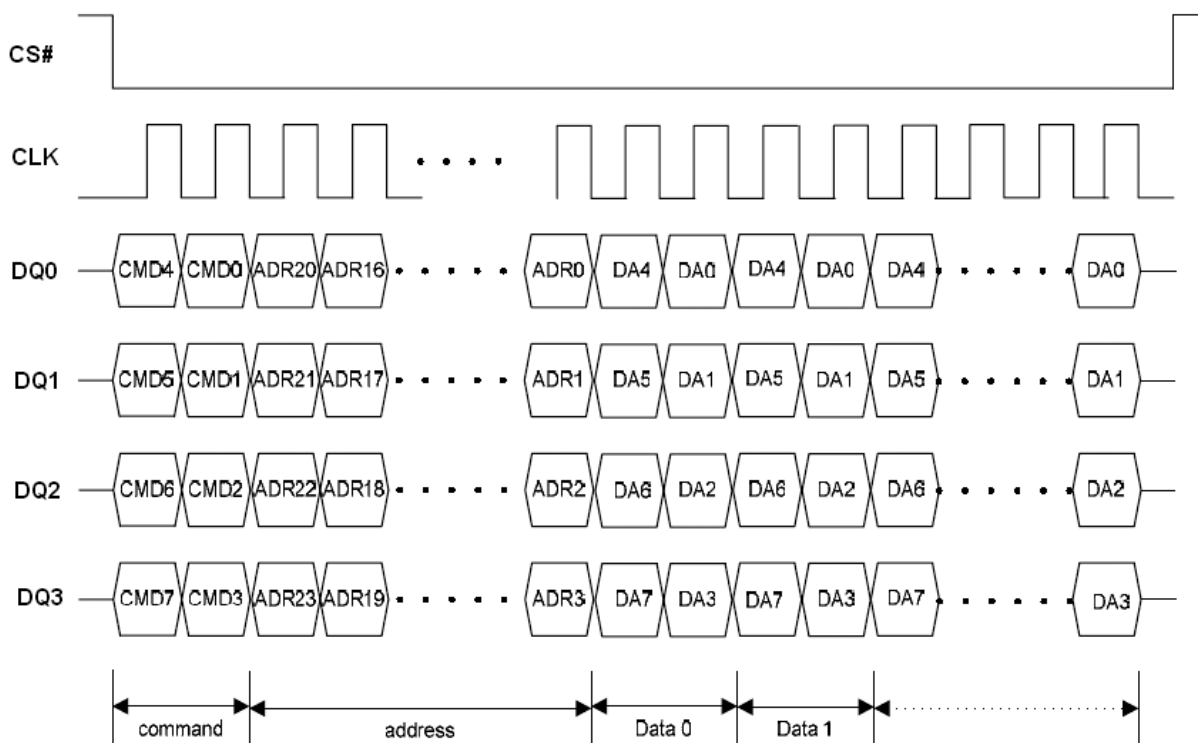 CS#
CLK
DQ0 CMD4 CMD0 ADR20 ADR16 ADR0 DA4 DA0 DA4 DA0 DA4 DA0
DQ1 CMD5 CMD1 ADR21 ADR17 ADR1 DA5 DA1 DA5 DA1 DA5 DA1
DQ2 CMD6 CMD2 ADR22 ADR18 ADR2 DA6 DA2 DA6 DA2 DA6 DA2
DQ3 CMD7 CMD3 ADR23 ADR19 ADR3 DA7 DA3 DA7 DA3 DA7 DA3
command address Data 0 Data 1